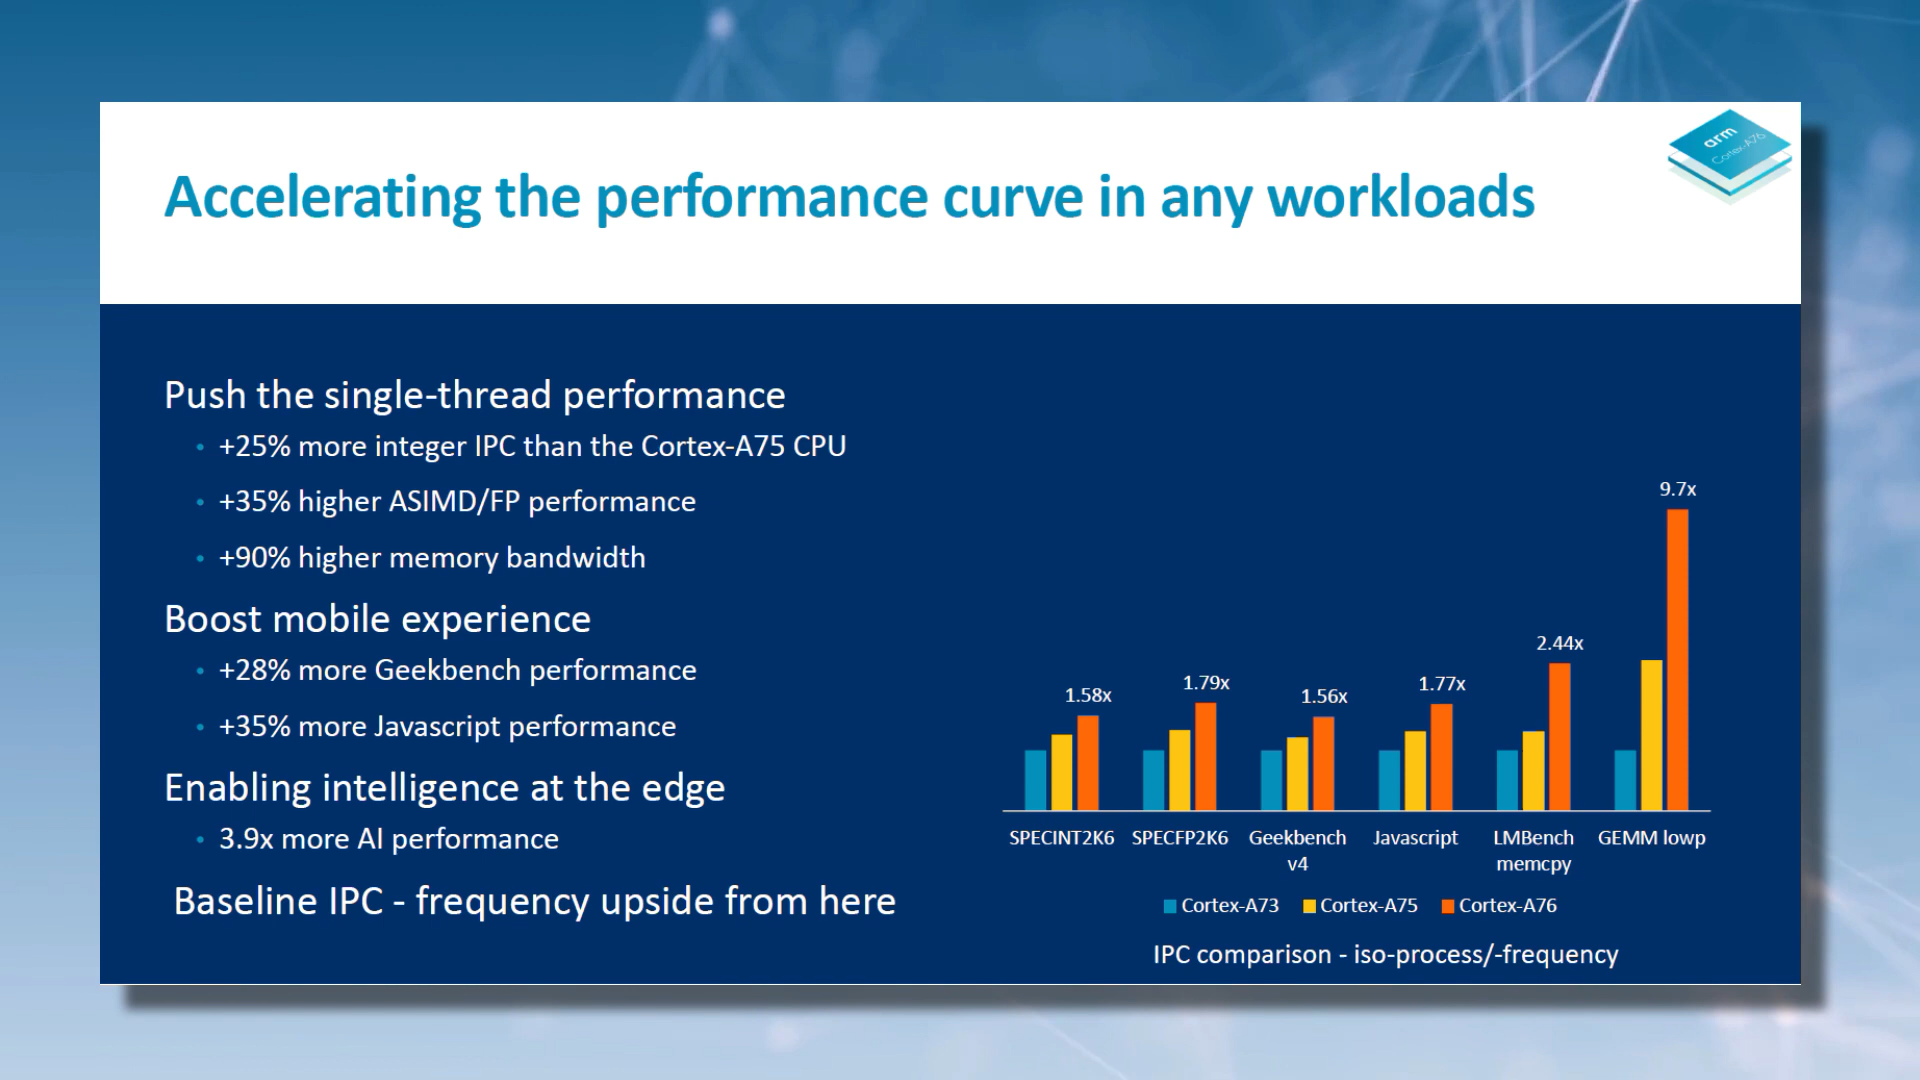 arm
Cortex-A76
Accelerating the performance curve in any workloads
Push the single-thread performance
• +25% more integer IPC than the Cortex-A75 CPU
• +35% higher ASIMD/FP performance
• +90% higher memory bandwidth
Boost mobile experience
• +28% more Geekbench performance
• +35% more Javascript performance
Enabling intelligence at the edge
• 3.9x more AI performance
Baseline IPC - frequency upside from here
1.58x
1.79x
1.56x
1.77x
2.44x
9.7x
SPECINT2K6 SPECFP2K6 Geekbench Javascript LMBench GEMM lowp
v4 memcpy
Cortex-A73 Cortex-A75 Cortex-A76
IPC comparison - iso-process/-frequency